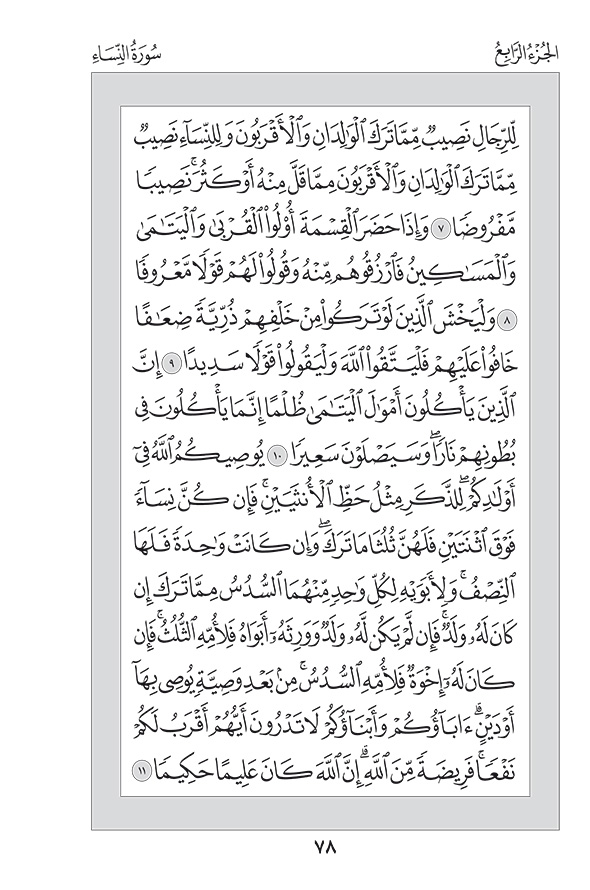 الجُزْءُ الرَّابِعُ
سُورَةُ النِّسَاءِ
لِّلرِّجَالِ نَصِيبٌ مِّمَّا تَرَكَ ٱلْوَٰلِدَانِ وَٱلْأَقْرَبُونَ وَلِلنِّسَآءِ نَصِيبٌ
مِّمَّا تَرَكَ ٱلْوَٰلِدَانِ وَٱلْأَقْرَبُونَ مِمَّا قَلَّ مِنْهُ أَوْ كَثُرَۚ نَصِيبًا
مَّفْرُوضًا ٧ وَإِذَا حَضَرَ ٱلْقِسْمَةَ أُو۟لُوا۟ ٱلْقُرْبَىٰ وَٱلْيَتَٰمَىٰ
وَٱلْمَسَٰكِينُ فَٱرْزُقُوهُم مِّنْهُ وَقُولُوا۟ لَهُمْ قَوْلًا مَّعْرُوفًا
٨ وَلْيَخْشَ ٱلَّذِينَ لَوْ تَرَكُوا۟ مِنْ خَلْفِهِمْ ذُرِّيَّةً ضِعَٰفًا
خَافُوا۟ عَلَيْهِمْ فَلْيَتَّقُوا۟ ٱللَّهَ وَلْيَقُولُوا۟ قَوْلًا سَدِيدًا ٩ إِنَّ
ٱلَّذِينَ يَأْكُلُونَ أَمْوَٰلَ ٱلْيَتَٰمَىٰ ظُلْمًا إِنَّمَا يَأْكُلُونَ فِى
بُطُونِهِمْ نَارًاۖ وَسَيَصْلَوْنَ سَعِيرًا ١٠ يُوصِيكُمُ ٱللَّهُ فِىٓ
أَوْلَٰدِكُمْۖ لِلذَّكَرِ مِثْلُ حَظِّ ٱلْأُنثَيَيْنِۚ فَإِن كُنَّ نِسَآءً
فَوْقَ ٱثْنَتَيْنِ فَلَهُنَّ ثُلُثَا مَا تَرَكَۖ وَإِن كَانَتْ وَٰحِدَةً فَلَهَا
ٱلنِّصْفُۚ وَلِأَبَوَيْهِ لِكُلِّ وَٰحِدٍ مِّنْهُمَا ٱلسُّدُسُ مِمَّا تَرَكَ إِن
كَانَ لَهُۥ وَلَدٌۚ فَإِن لَّمْ يَكُن لَّهُۥ وَلَدٌ وَوَرِثَهُۥٓ أَبَوَاهُ فَلِأُمِّهِ ٱلثُّلُثُۚ فَإِن
كَانَ لَهُۥٓ إِخْوَةٌ فَلِأُمِّهِ ٱلسُّدُسُۚ مِنۢ بَعْدِ وَصِيَّةٍ يُوصِى بِهَآ
أَوْ دَيْنٍۗ ءَابَآؤُكُمْ وَأَبْنَآؤُكُمْ لَا تَدْرُونَ أَيُّهُمْ أَقْرَبُ لَكُمْ
نَفْعًاۚ فَرِيضَةً مِّنَ ٱللَّهِۗ إِنَّ ٱللَّهَ كَانَ عَلِيمًا حَكِيمًا ١١
٧٨